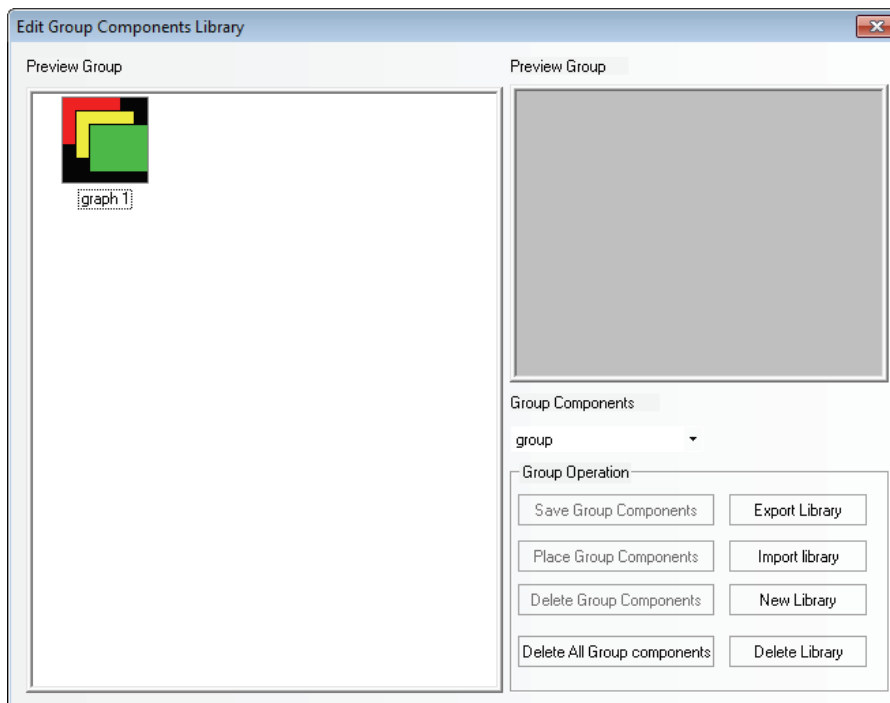 Edit Group Components Library
Preview Group
graph 1
Preview Group
Group Components
group
Group Operation
Save Group Components
Export Library
Place Group Components
Import library
Delete Group Components
New Library
Delete All Group components
Delete Library